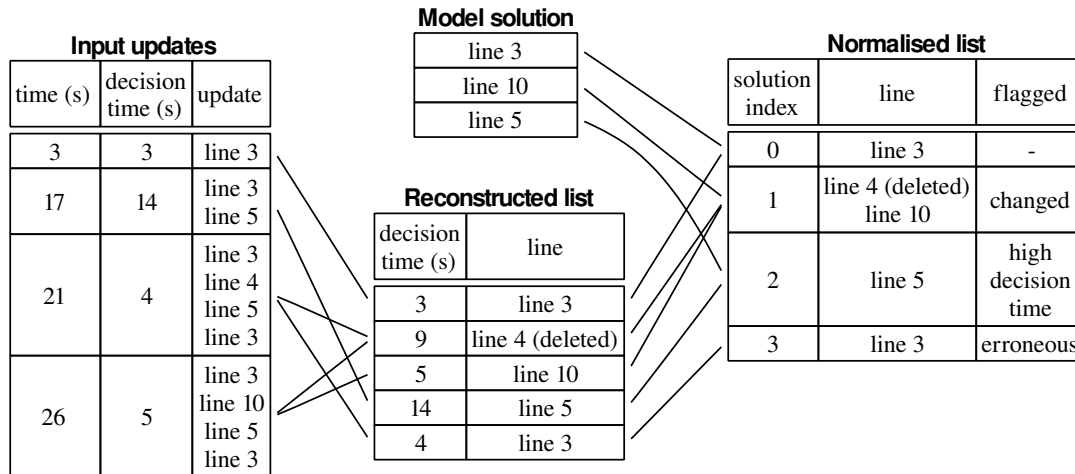 Input updates
time (s)
decision
time (s)
update
3
3
line 3
17
14
line 3
line 5
21
4
line 3
line 4
line 5
line 3
26
5
line 3
line 10
line 5
line 3
Model solution
line 3
line 10
line 5
Reconstructed list
decision
time (s)
line
3
line 3
9
line 4 (deleted)
5
line 10
14
line 5
4
line 3
Normalised list
solution
index
line
flagged
0
line 3
-
1
line 4 (deleted)
line 10
changed
2
line 5
high
decision
time
3
line 3
erroneous